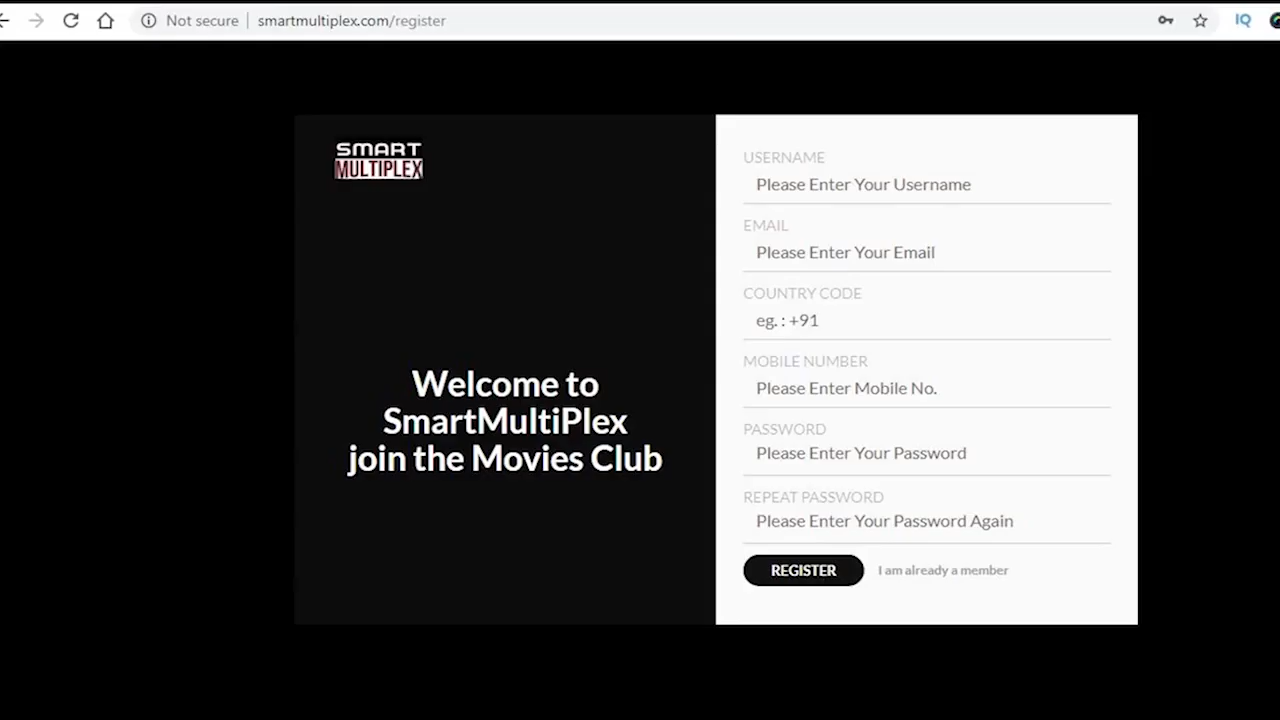 Not secure
smartmultiplex.com/register
IQ
SMART
MULTIPLEX
Welcome to
SmartMultiPlex
join the Movies Club
USERNAME
Please Enter Your Username
EMAIL
Please Enter Your Email
COUNTRY CODE
eg. : +91
MOBILE NUMBER
Please Enter Mobile No.
PASSWORD
Please Enter Your Password
REPEAT PASSWORD
Please Enter Your Password Again
REGISTER
I am already a member